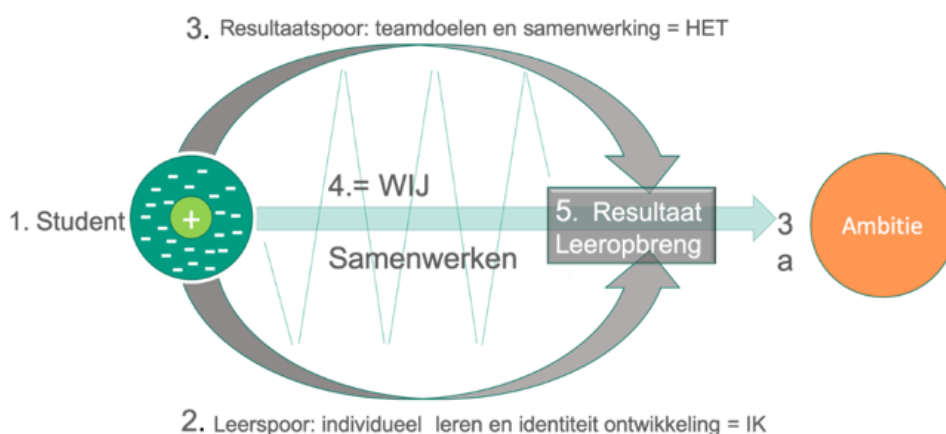 3. Resultaatspoor: teamdoelen en samenwerking = HET
1. Student
+
4.= WIJ
Samenwerken
5. Resultaat
Leeropbreng
3
a
Ambitie
2. Leerspoor: individueel leren en identiteit ontwikkeling = IK